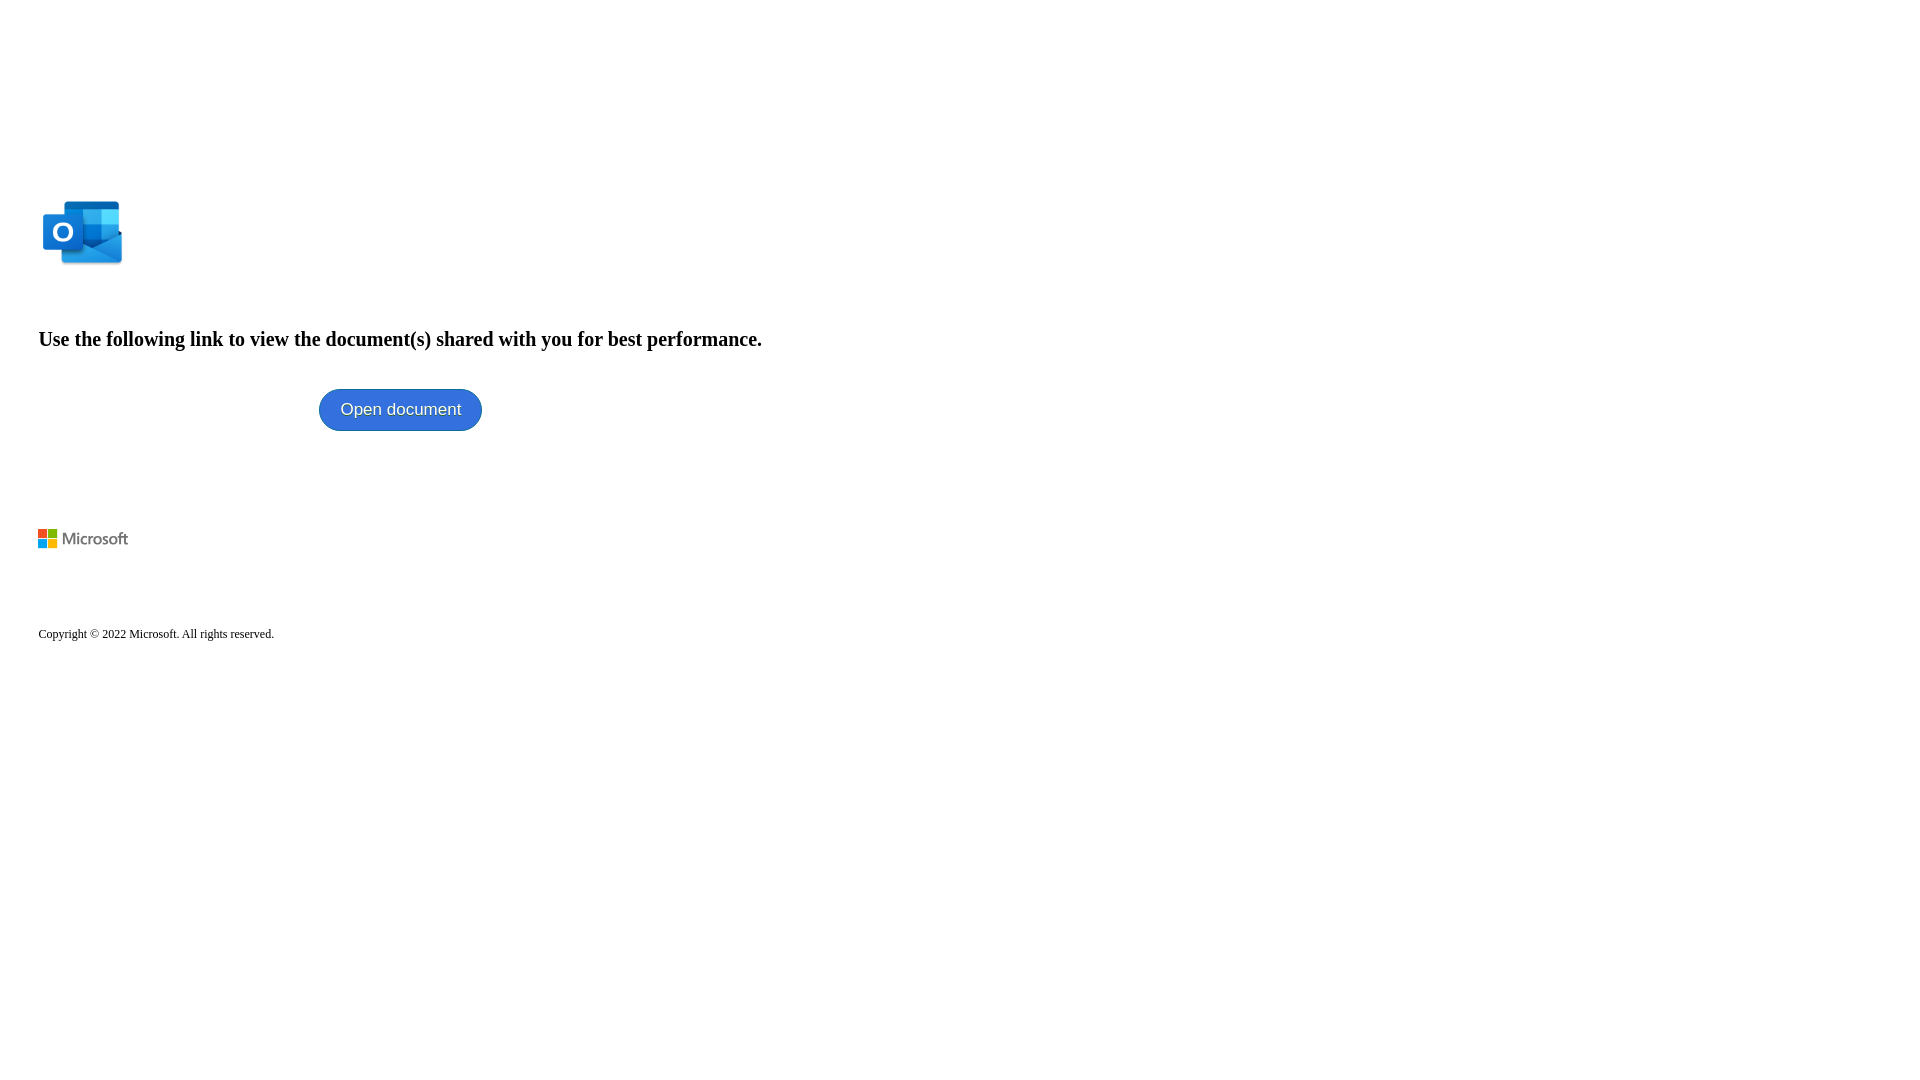 O
Use the following link to view the document(s) shared with you for best performance.
Open document
Microsoft
Copyright © 2022 Microsoft. All rights reserved.